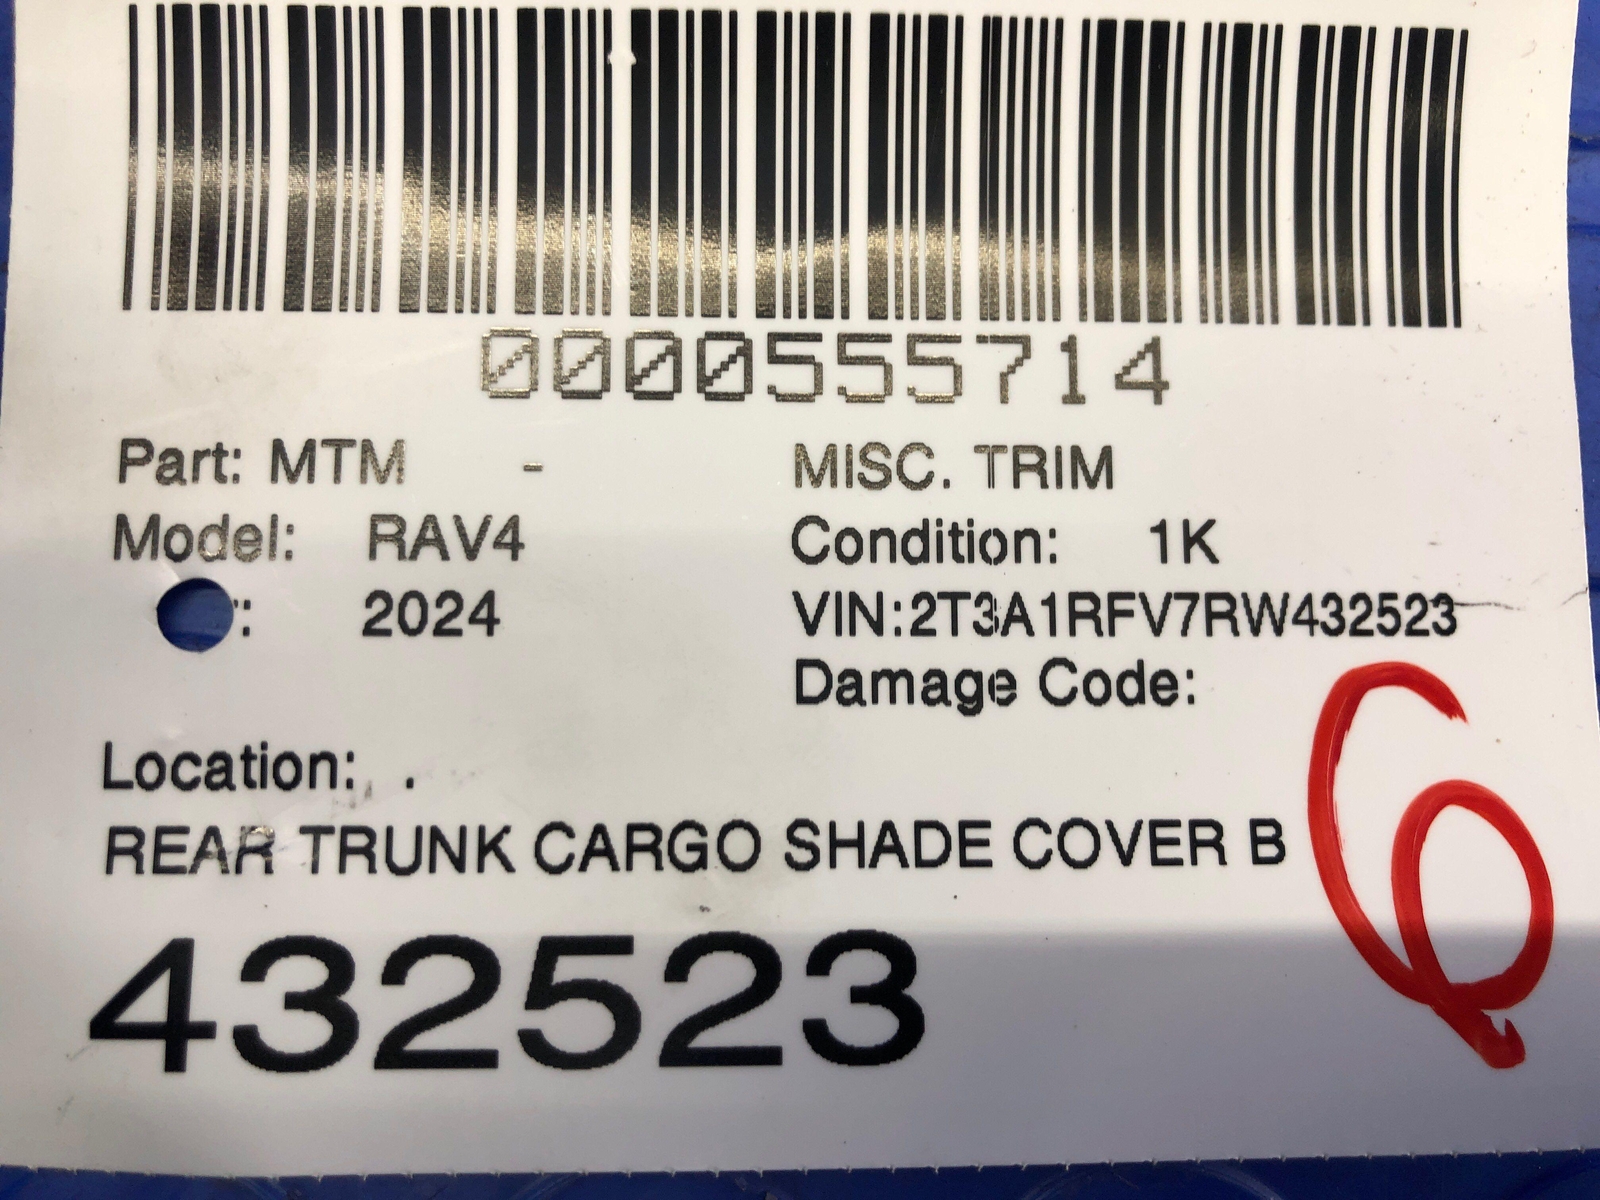 0000555714
Part: MTM - MISC. TRIM
Model: RAV4 Condition: 1K
: 2024 VIN:2T3A1RFV7RW432523
Damage Code:
Location: .
REAR TRUNK CARGO SHADE COVER B
432523
6